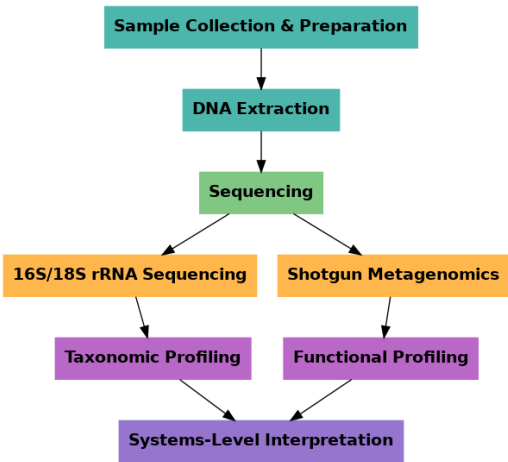 Sample Collection & Preparation
DNA Extraction
Sequencing
16S/18S rRNA Sequencing
Shotgun Metagenomics
Taxonomic Profiling
Functional Profiling
Systems-Level Interpretation